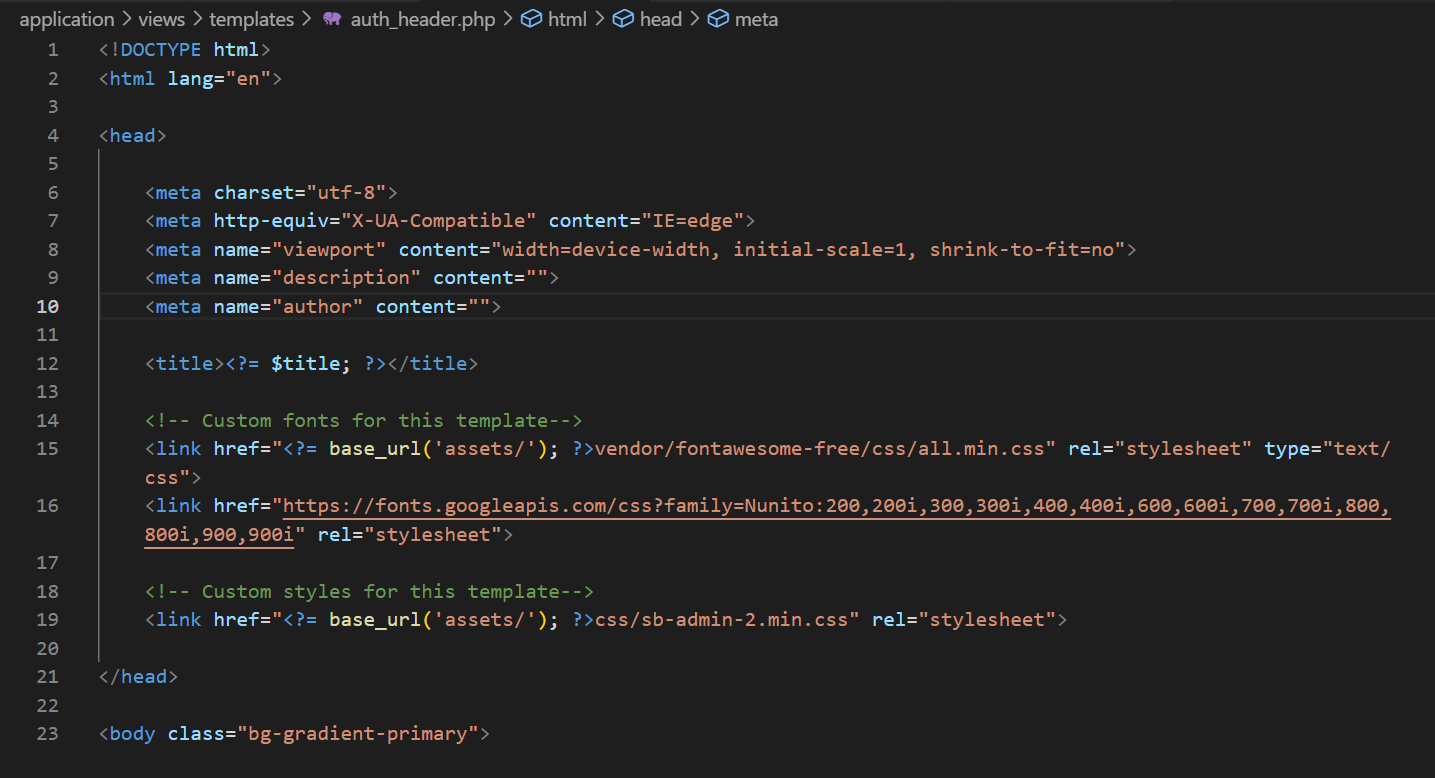 application > views > templates > auth_header.php > html > head > meta
1 <!DOCTYPE html>
2 <html lang="en">
3
4 <head>
5
6 <meta charset="utf-8">
7 <meta http-equiv="X-UA-Compatible" content="IE=edge">
8 <meta name="viewport" content="width=device-width, initial-scale=1, shrink-to-fit=no">
9 <meta name="description" content="">
10 <meta name="author" content="">
11
12 <title><?= $title; ?></title>
13
14 <!-- Custom fonts for this template-->
15 <link href="<?= base_url('assets/'); ?>vendor/fontawesome-free/css/all.min.css" rel="stylesheet" type="text/
css">
16 <link href="https://fonts.googleapis.com/css?family=Nunito:200,200i,300,300i,400,400i,600,600i,700,700i,800,
800i,900,900i" rel="stylesheet">
17
18 <!-- Custom styles for this template-->
19 <link href="<?= base_url('assets/'); ?>css/sb-admin-2.min.css" rel="stylesheet">
20
21 </head>
22
23 <body class="bg-gradient-primary">